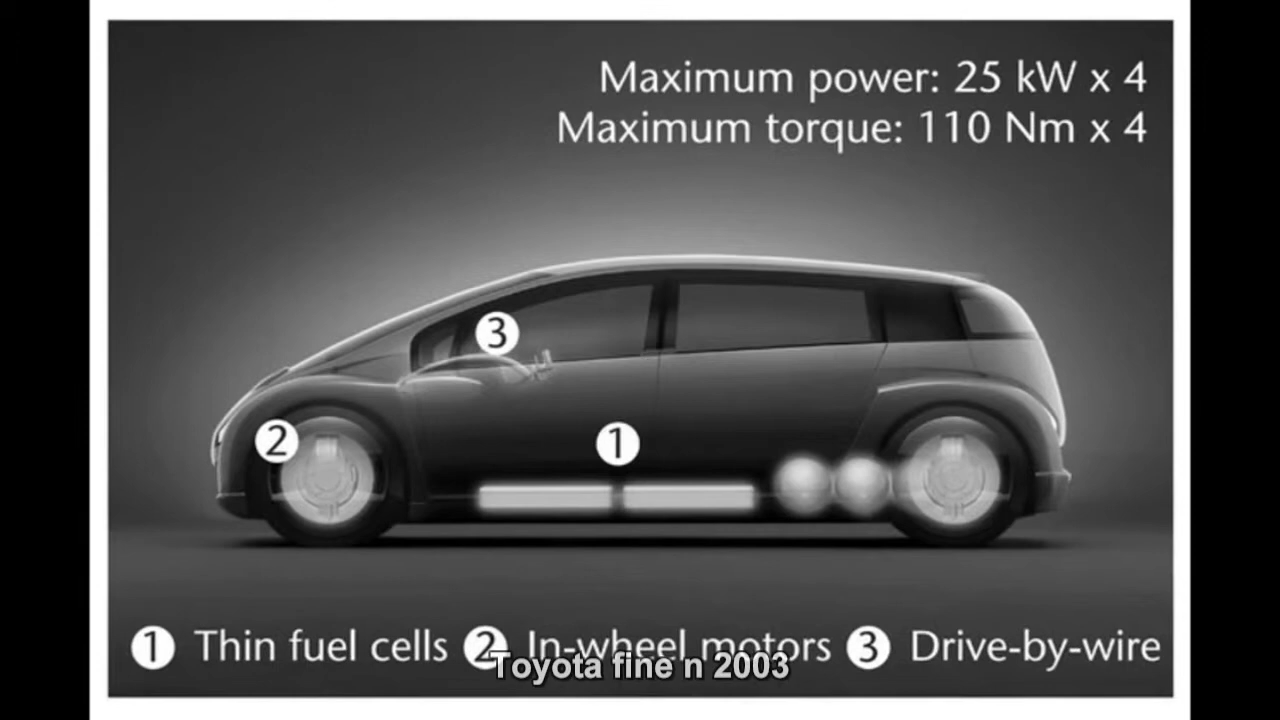 Maximum power: 25 kW x 4
Maximum torque: 110 Nm x 4
3
2
1
1 Thin fuel cells 2 In-wheel motors 3 Drive-by-wire
Toyota fine n 2003